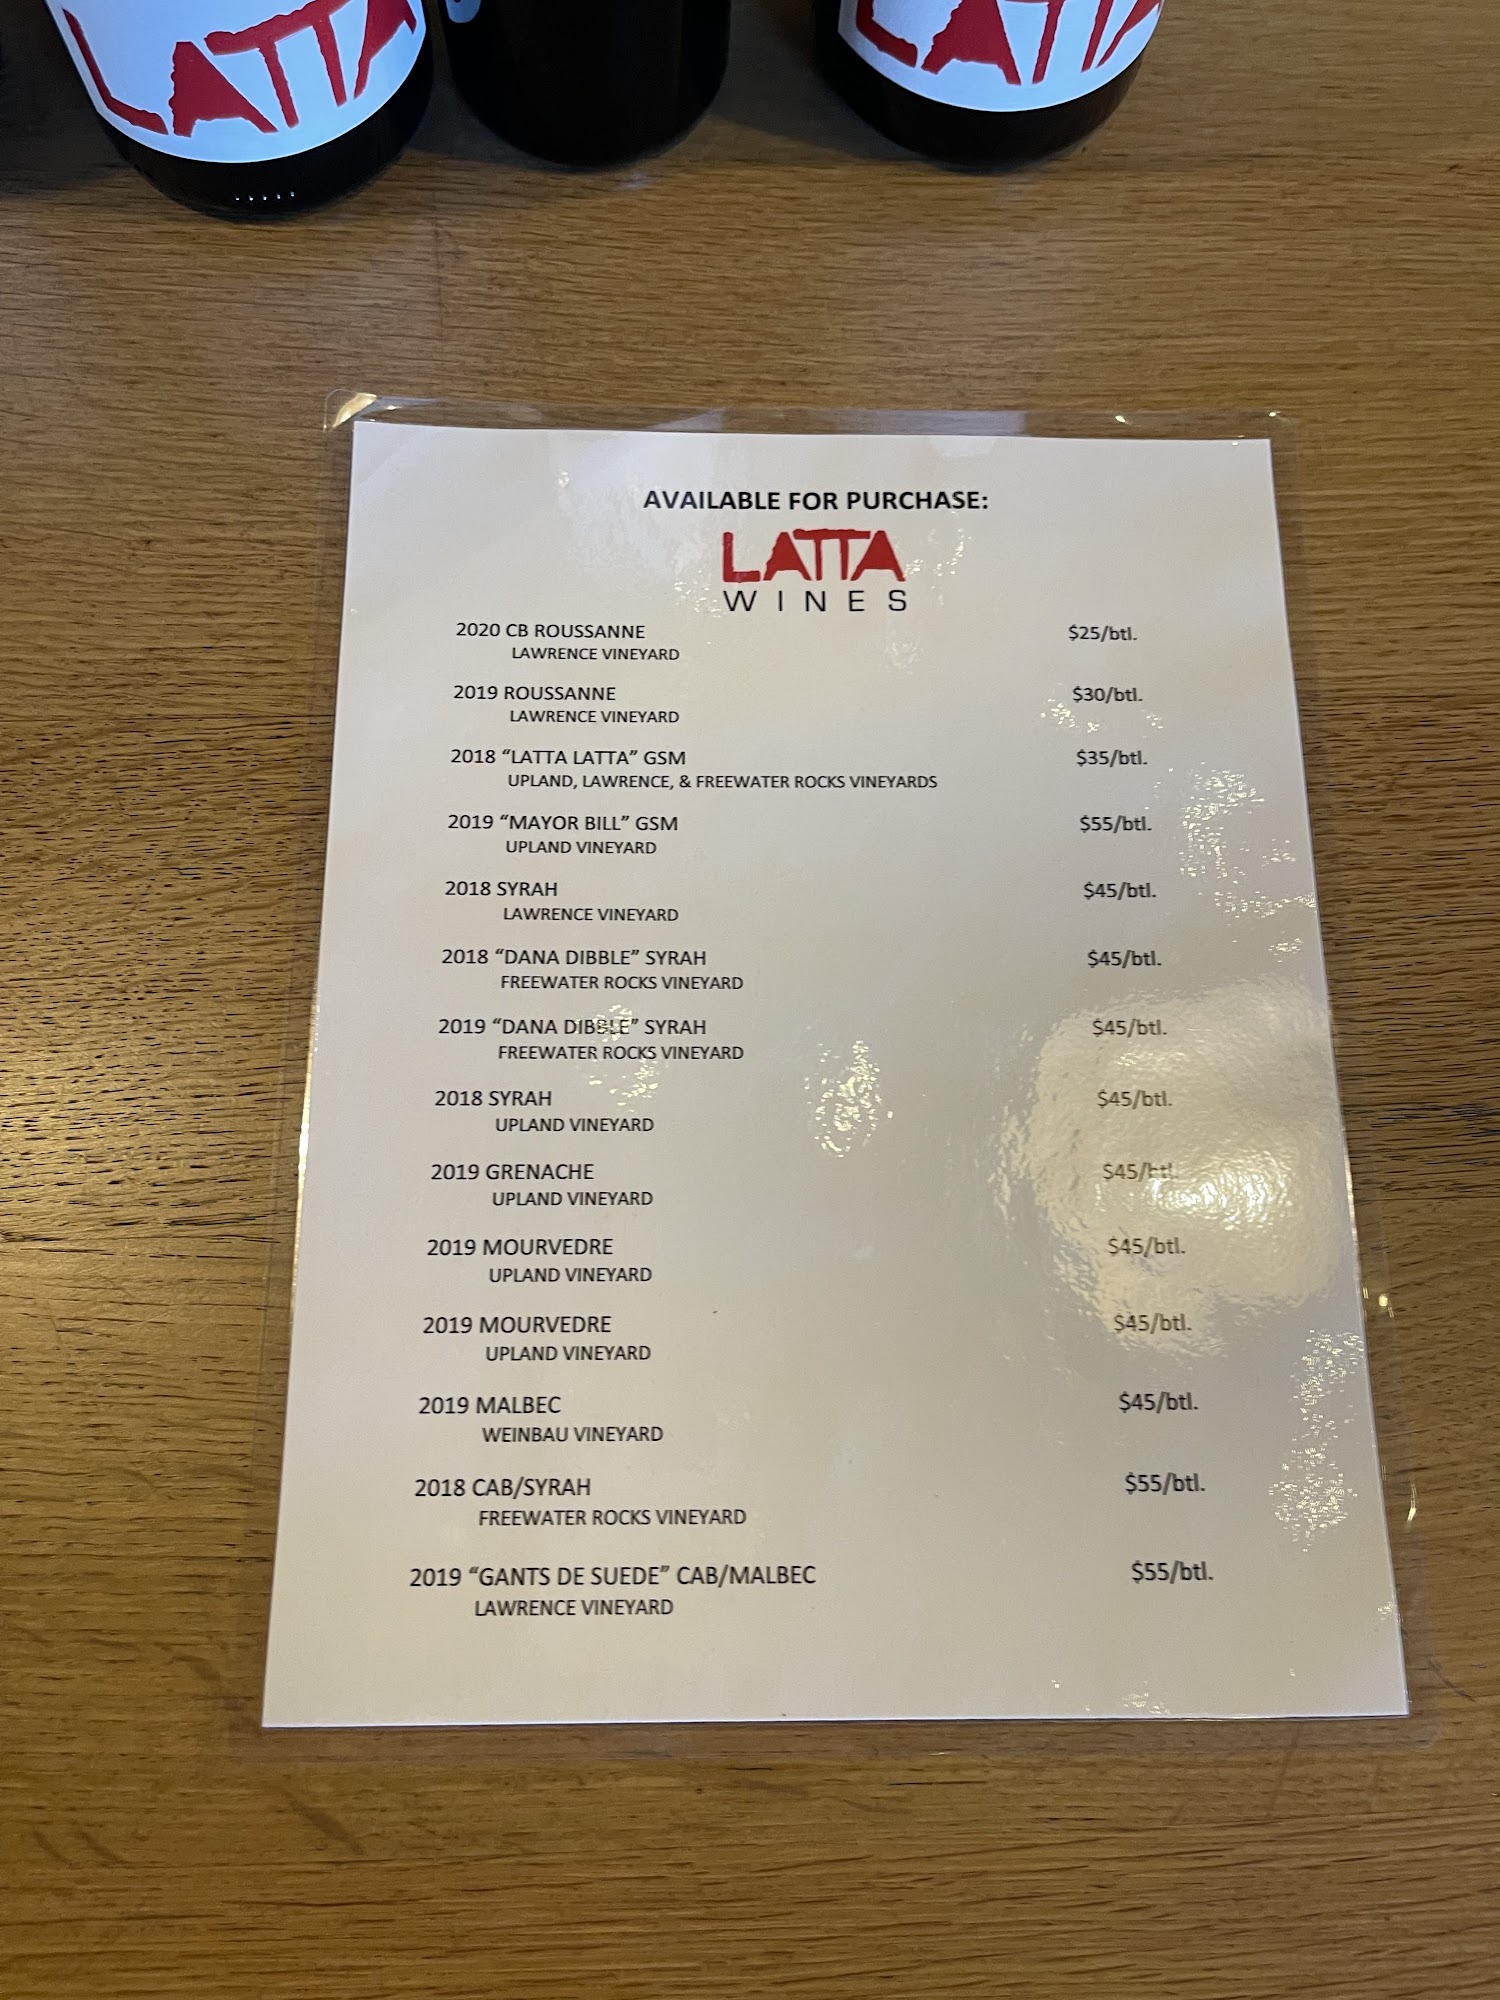 LATTA
LATTA
AVAILABLE FOR PURCHASE:
LATTA
WINES
2020 CB ROUSSANNE $25/btl.
LAWRENCE VINEYARD
2019 ROUSSANNE $30/btl.
LAWRENCE VINEYARD
2018 “LATTA LATTA” GSM $35/btl.
UPLAND, LAWRENCE, & FREEWATER ROCKS VINEYARDS
2019 “MAYOR BILL” GSM $55/btl.
UPLAND VINEYARD
2018 SYRAH $45/btl.
LAWRENCE VINEYARD
2018 “DANA DIBBLE” SYRAH $45/btl.
FREEWATER ROCKS VINEYARD
2019 “DANA DIBBLE” SYRAH $45/btl.
FREEWATER ROCKS VINEYARD
2018 SYRAH $45/btl.
UPLAND VINEYARD
2019 GRENACHE $45/btl.
UPLAND VINEYARD
2019 MOURVEDRE $45/btl.
UPLAND VINEYARD
2019 MOURVEDRE $45/btl.
UPLAND VINEYARD
2019 MALBEC $45/btl.
WEINBAU VINEYARD
2018 CAB/SYRAH $55/btl.
FREEWATER ROCKS VINEYARD
2019 “GANTS DE SUEDE” CAB/MALBEC $55/btl.
LAWRENCE VINEYARD